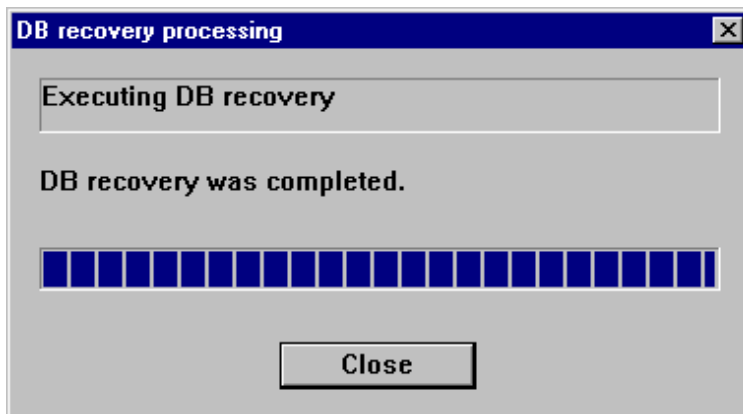 DB recovery processing
Executing DB recovery
DB recovery was completed.
Close